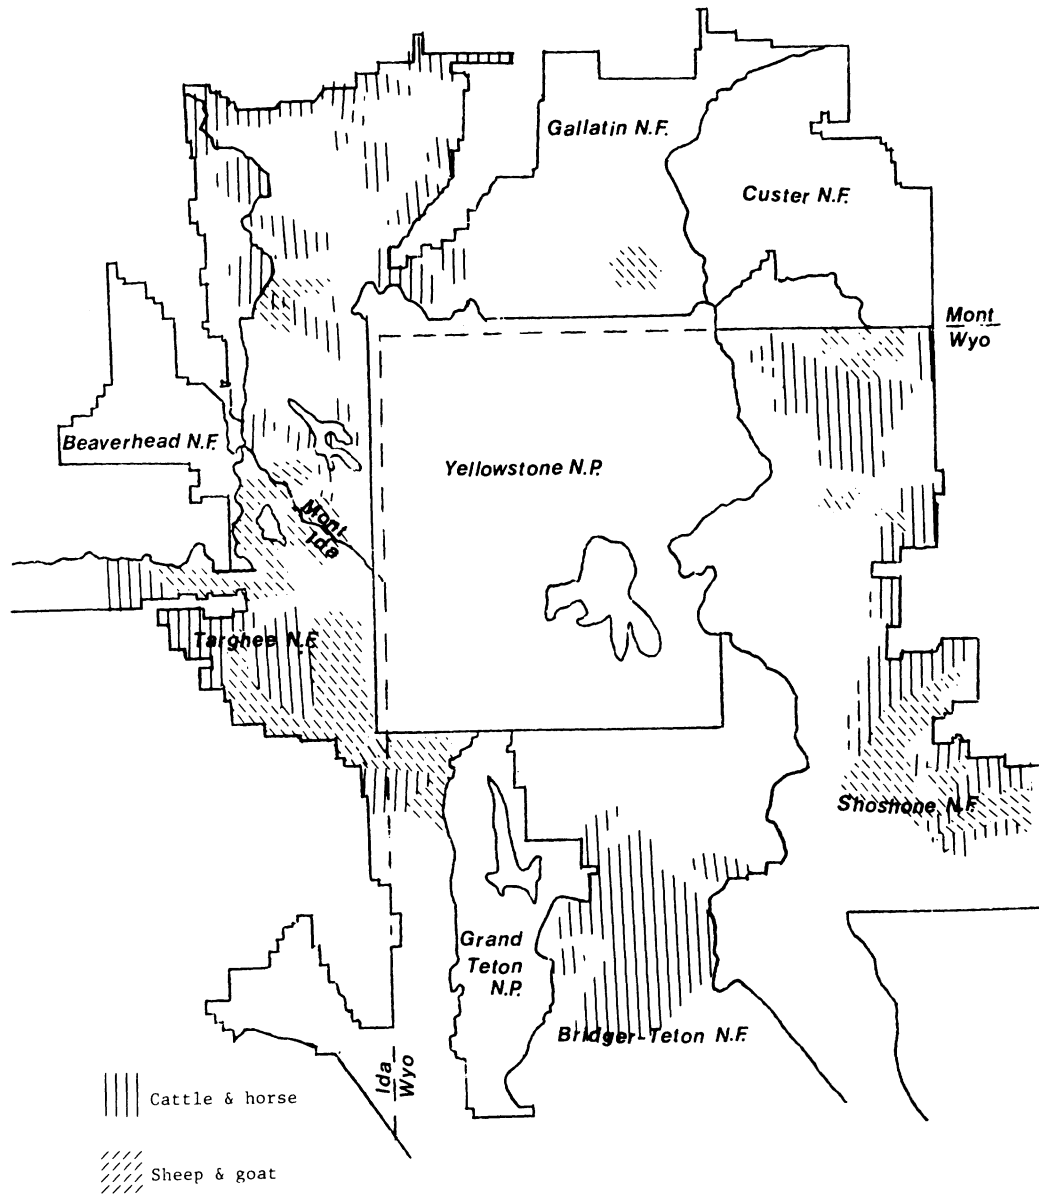 Gallatin N.F.
Custer N.F.
Mont
Wyo
Beaverhead N.F.
Yellowstone N.P.
Mont
Ida
Targhee N.F.
Shoshone N.F.
Grand
Teton
N.P.
Bridger-Teton N.F.
Ida
Wyo
Cattle & horse
Sheep & goat